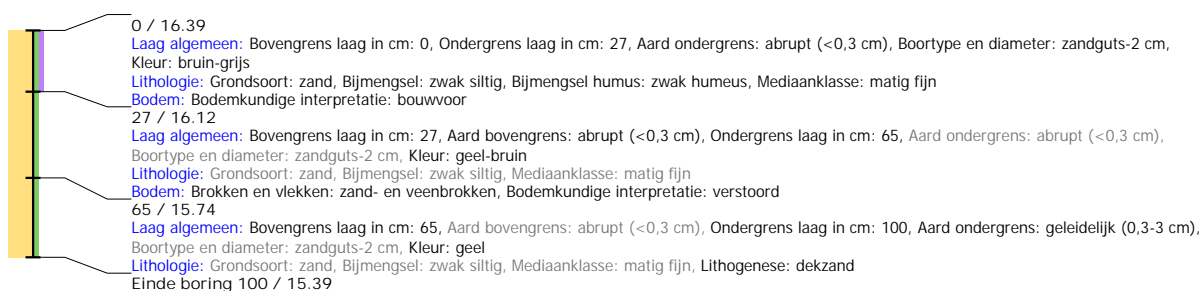 0 / 16.39
Laag algemeen: Bovengrens laag in cm: 0, Ondergrens laag in cm: 27, Aard ondergrens: abrupt (<0,3 cm), Boortype en diameter: zandguts-2 cm,
Kleur: bruin-grijs
Lithologie: Grondsoort: zand, Bijmengsel: zwak siltig, Bijmengsel humus: zwak humeus, Mediaanklasse: matig fijn
Bodem: Bodemkundige interpretatie: bouwvoor
27 / 16.12
Laag algemeen: Bovengrens laag in cm: 27, Aard bovengrens: abrupt (<0,3 cm), Ondergrens laag in cm: 65, Aard ondergrens: abrupt (<0,3 cm),
Boortype en diameter: zandguts-2 cm, Kleur: geel-bruin
Lithologie: Grondsoort: zand, Bijmengsel: zwak siltig, Mediaanklasse: matig fijn
Bodem: Brokken en vlekken: zand- en veenbrokken, Bodemkundige interpretatie: verstoord
65 / 15.74
Laag algemeen: Bovengrens laag in cm: 65, Aard bovengrens: abrupt (<0,3 cm), Ondergrens laag in cm: 100, Aard ondergrens: geleidelijk (0,3-3 cm),
Boortype en diameter: zandguts-2 cm, Kleur: geel
Lithologie: Grondsoort: zand, Bijmengsel: zwak siltig, Mediaanklasse: matig fijn, Lithogenese: dekzand
Einde boring 100 / 15.39